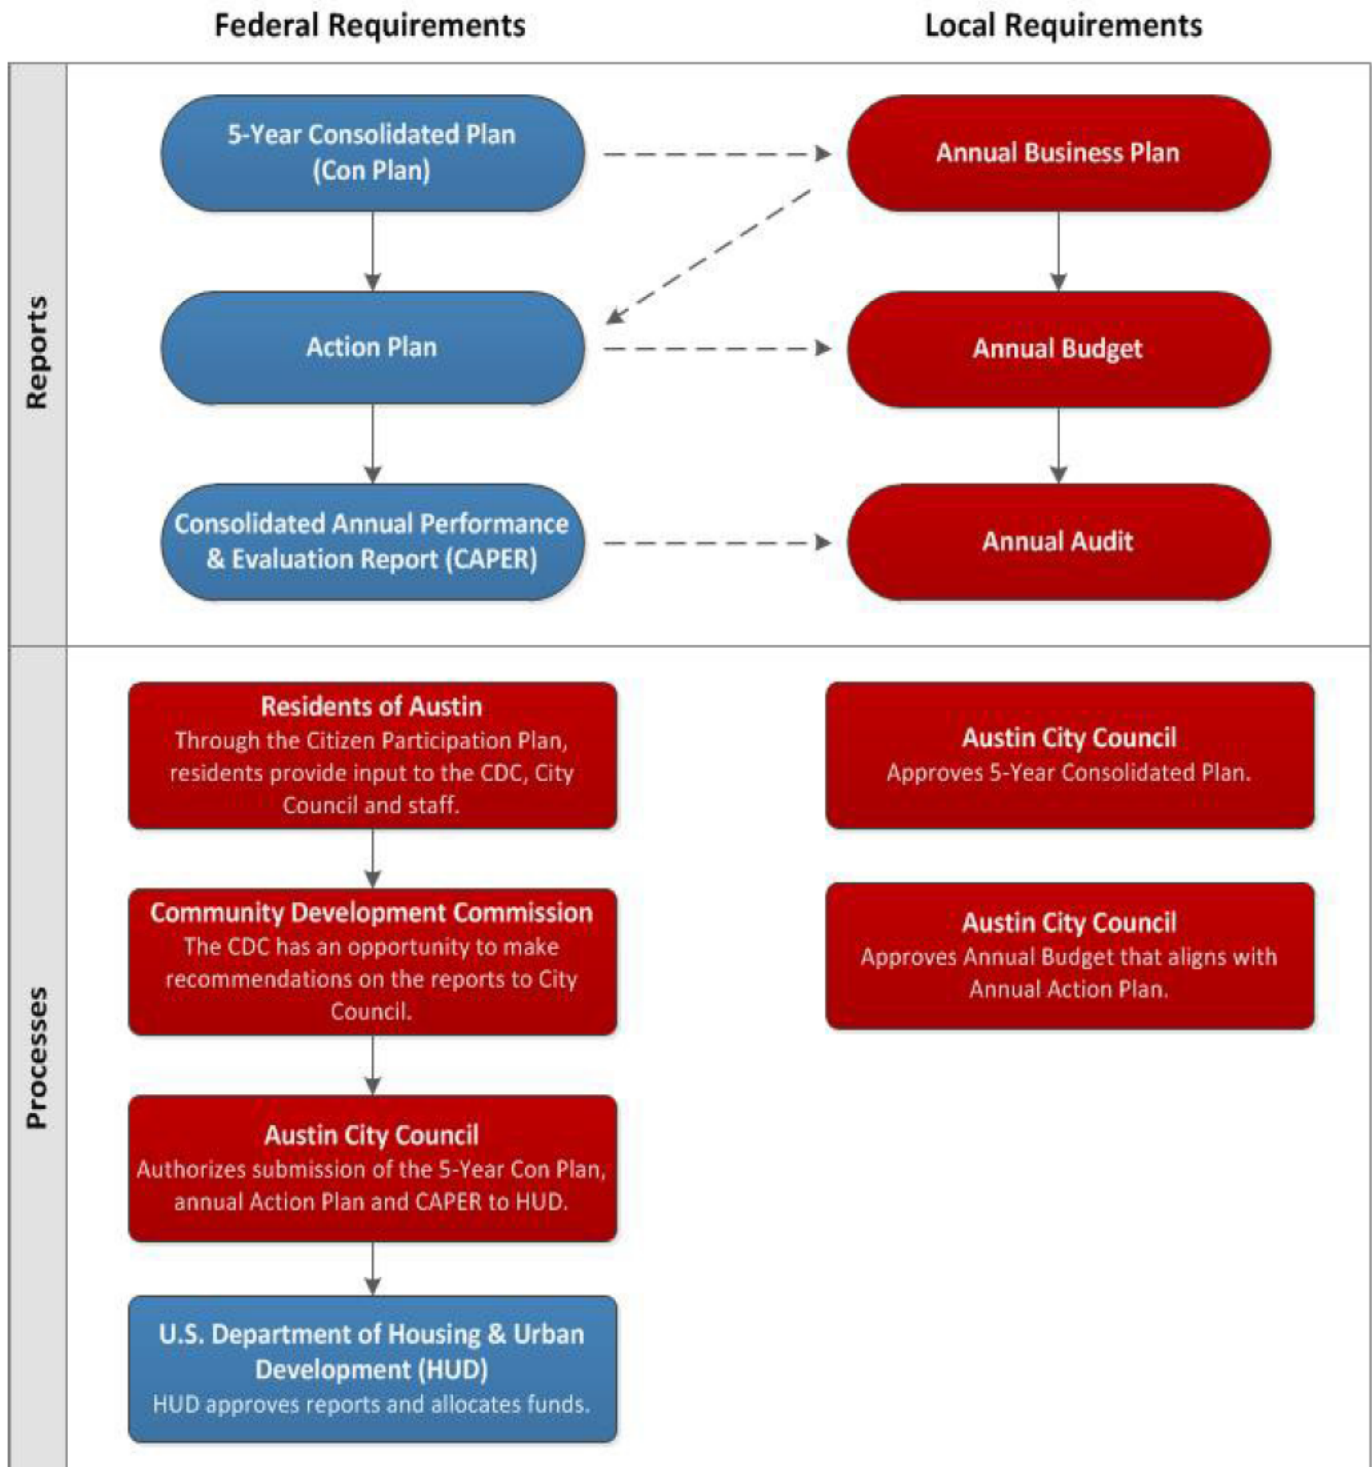 Federal Requirements
Local Requirements
Reports
5-Year Consolidated Plan
(Con Plan)
Annual Business Plan
Action Plan
Annual Budget
Consolidated Annual Performance
& Evaluation Report (CAPER)
Annual Audit
Processes
Residents of Austin
Through the Citizen Participation Plan,
residents provide input to the CDC, City
Council and staff.
Austin City Council
Approves 5-Year Consolidated Plan.
Community Development Commission
The CDC has an opportunity to make
recommendations on the reports to City
Council.
Austin City Council
Approves Annual Budget that aligns with
Annual Action Plan.
Austin City Council
Authorizes submission of the 5-Year Con Plan,
annual Action Plan and CAPER to HUD.
U.S. Department of Housing & Urban
Development (HUD)
HUD approves reports and allocates funds.